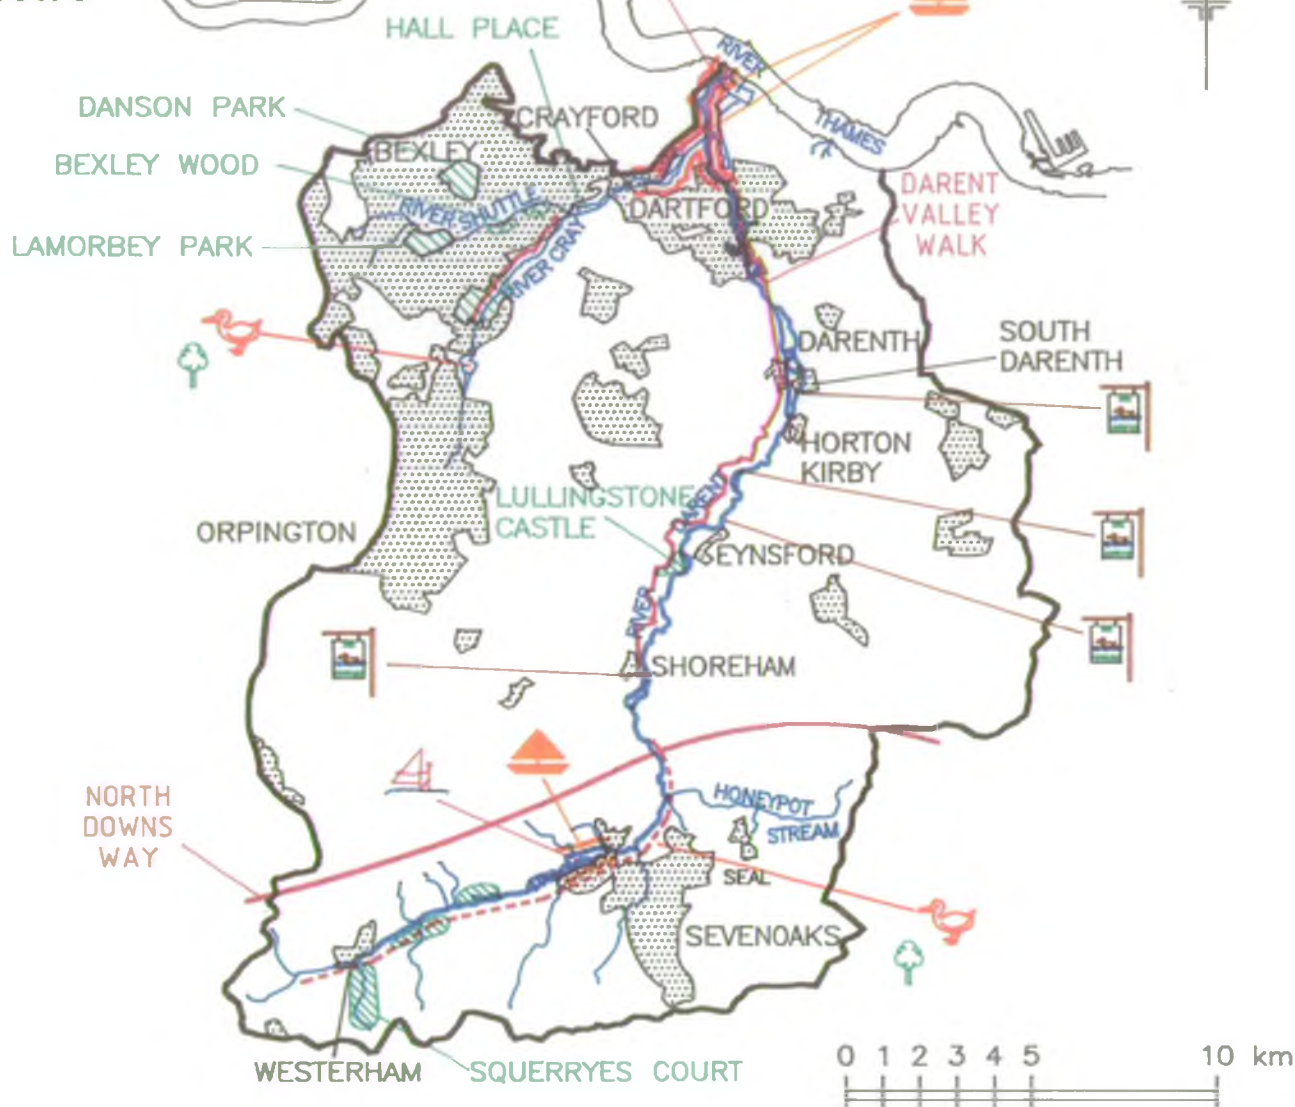 HALL PLACE
RIVER
THAMES
DANSON PARK
CRAYFORD
BEXLEY
BEXLEY WOOD
RIVER SHUTTLE
DARTFORD
DARENT
VALLEY
WALK
LAMORBEY PARK
RIVER CRAY
DARENTH
SOUTH
DARENTH
HORTON
KIRBY
LULLINGSTONE
CASTLE
ORPINGTON
EYNSFORD
RIVER
SHOREHAM
NORTH
DOWNS
WAY
HONEYPOT
STREAM
SEAL
SEVENOAKS
WESTERHAM
SQUERRYES COURT
0 1 2 3 4 5 10 km